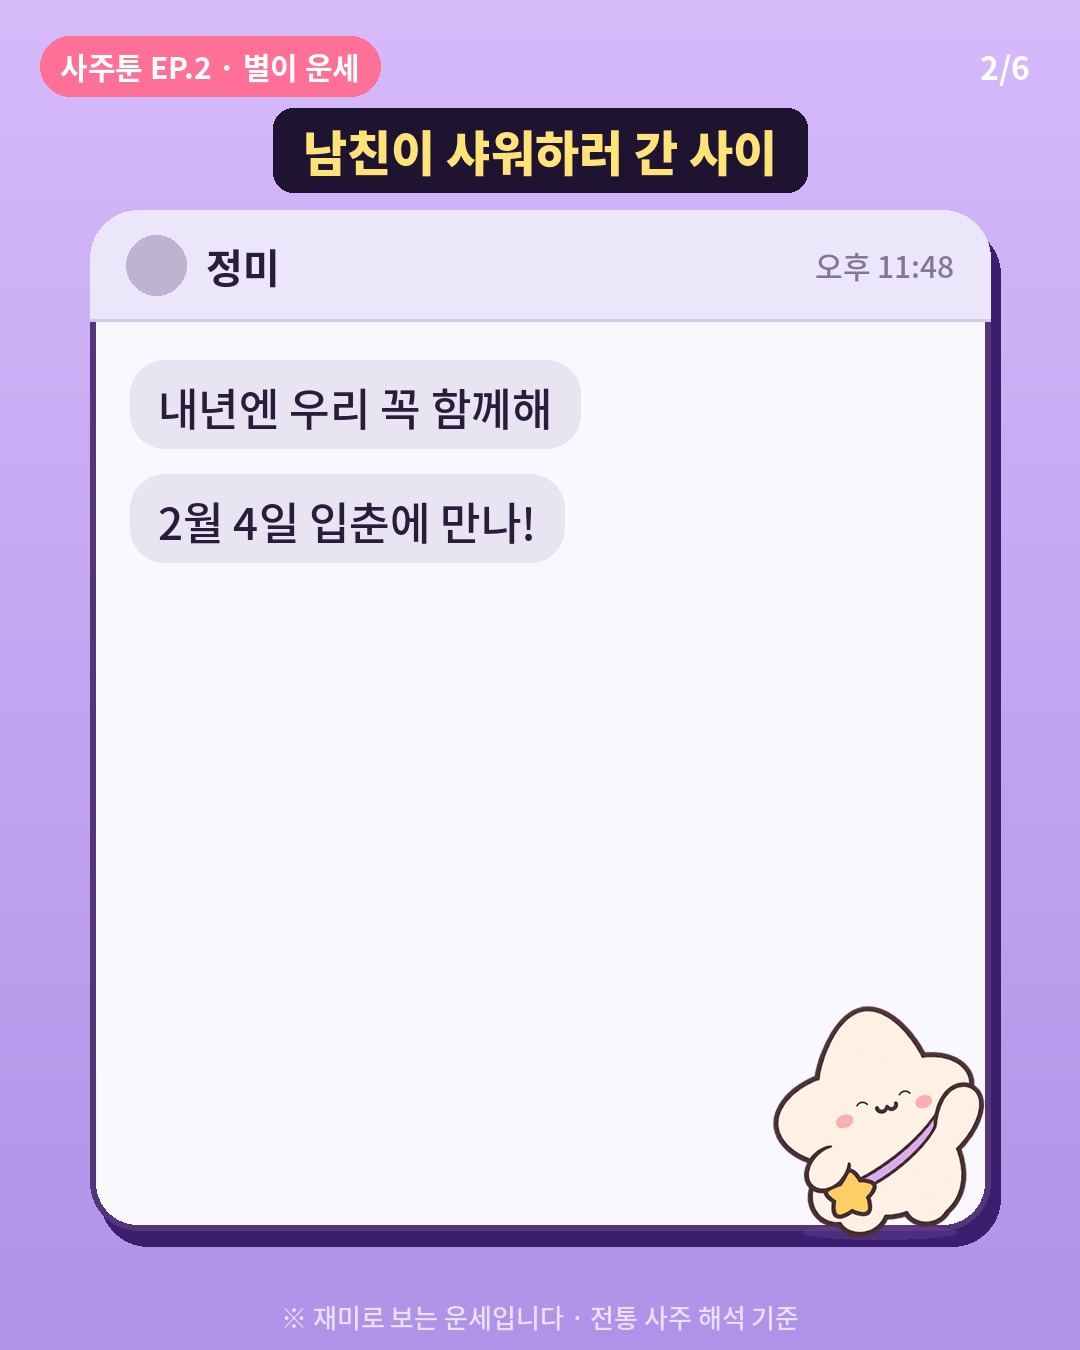 사주툰 EP.2 · 별이 운세
2/6
남친이 샤워하러 간 사이
정미
오후 11:48
내년엔 우리 꼭 함께해
2월 4일 입춘에 만나!
※ 재미로 보는 운세입니다 · 전통 사주 해석 기준